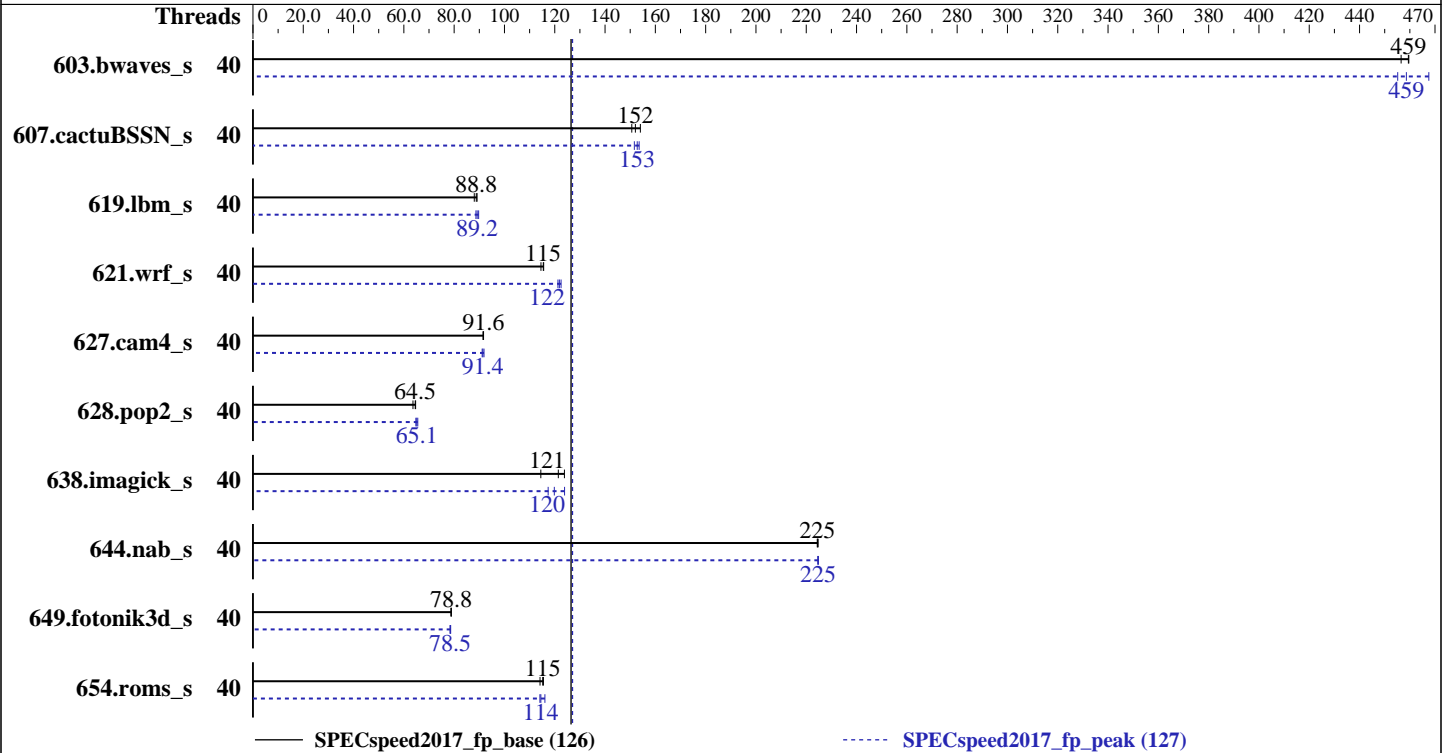 Threads 0 20.0 40.0 60.0 80.0 100 120 140 160 180 200 220 240 260 280 300 320 340 360 380 400 420 440 470
459
603.bwaves_s 40
459
152
607.cactuBSSN_s 40
153
88.8
619.lbm_s 40
89.2
115
621.wrf_s 40
122
91.6
627.cam4_s 40
91.4
64.5
628.pop2_s 40
65.1
121
638.imagick_s 40
120
225
644.nab_s 40
225
78.8
649.fotonik3d_s 40
78.5
115
654.roms_s 40
114
SPECspeed2017_fp_base (126) SPECspeed2017_fp_peak (127)